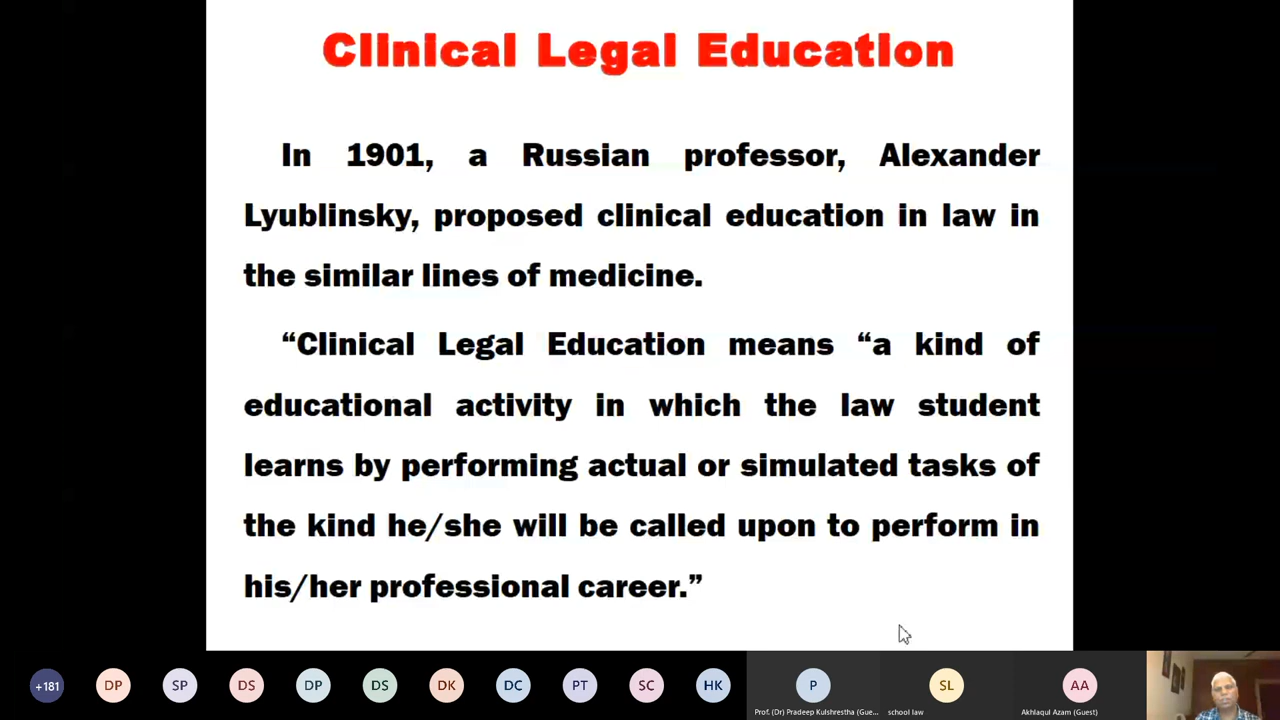 Clinical Legal Education
In 1901, a Russian professor, Alexander
Lyublinsky, proposed clinical education in law in
the similar lines of medicine.
“Clinical Legal Education means “a kind of
educational activity in which the law student
learns by performing actual or simulated tasks of
the kind he/she will be called upon to perform in
his/her professional career.”
+181 DP SP DS DP DS DK DC PT SC HK P SL AA
Prof. (Dr) Pradeep Kulshrestha (Gue... school law Akhlaqul Azam (Guest)